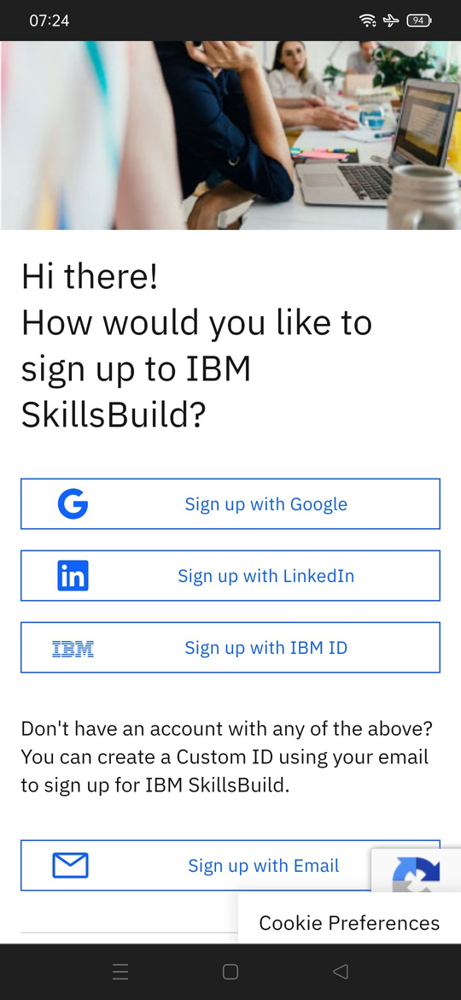 07:24
94
Hi there!
How would you like to
sign up to IBM
SkillsBuild?
Sign up with Google
in
Sign up with LinkedIn
IBM
Sign up with IBM ID
Don't have an account with any of the above?
You can create a Custom ID using your email
to sign up for IBM SkillsBuild.
Sign up with Email
Cookie Preferences